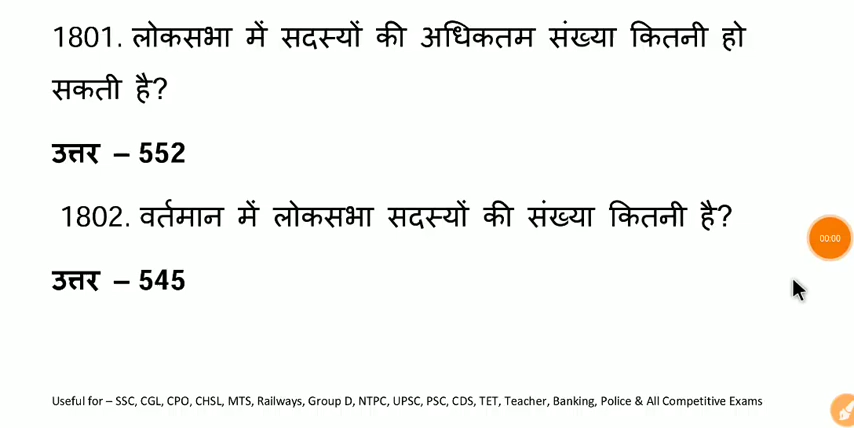 1801. लोकसभा में सदस्यों की अधिकतम संख्या कितनी हो
सकती है?
उत्तर – 552
1802. वर्तमान में लोकसभा सदस्यों की संख्या कितनी है?
00:00
उत्तर – 545
Useful for – SSC, CGL, CPO, CHSL, MTS, Railways, Group D, NTPC, UPSC, PSC, CDS, TET, Teacher, Banking, Police & All Competitive Exams